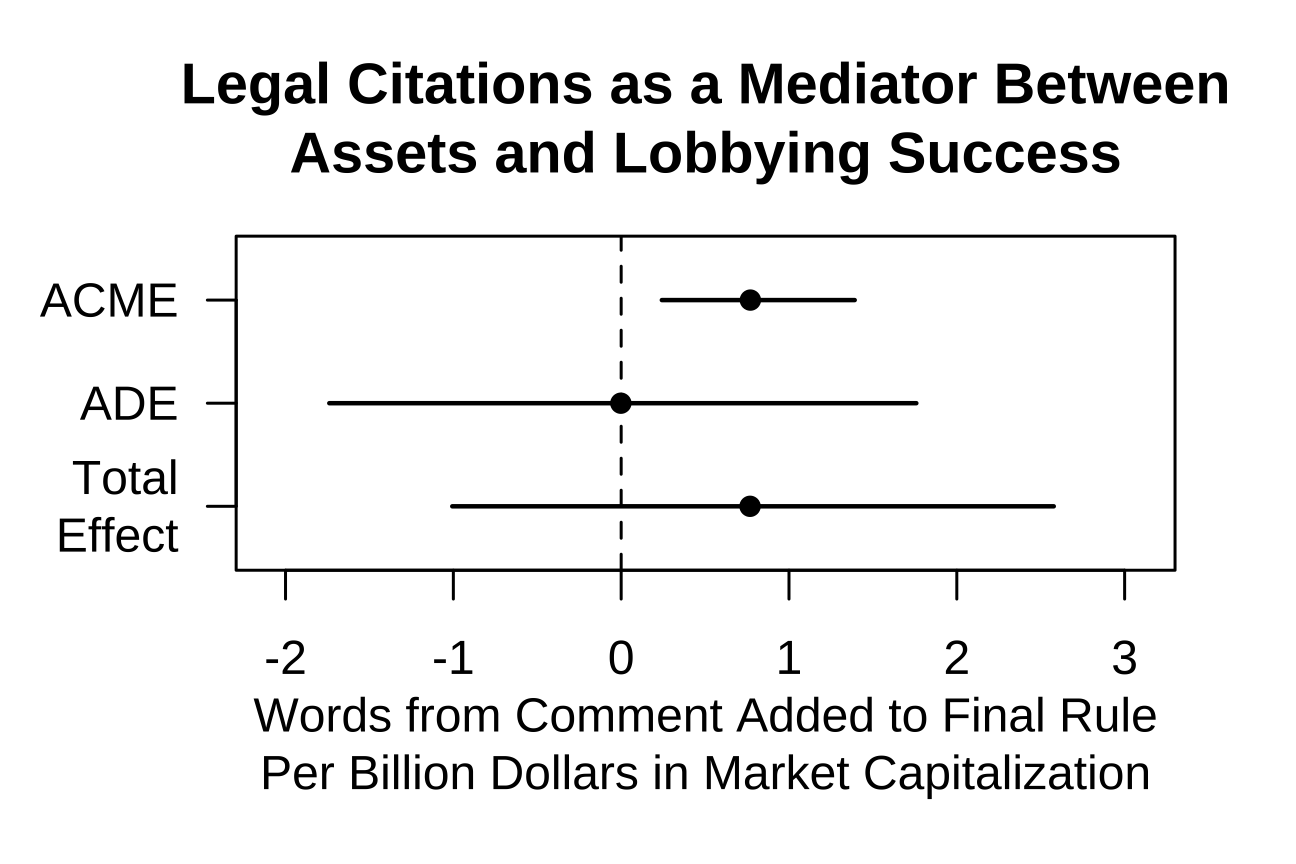 Legal Citations as a Mediator Between
Assets and Lobbying Success
ACME
ADE
Total
Effect
-2 -1 0 1 2 3
Words from Comment Added to Final Rule
Per Billion Dollars in Market Capitalization